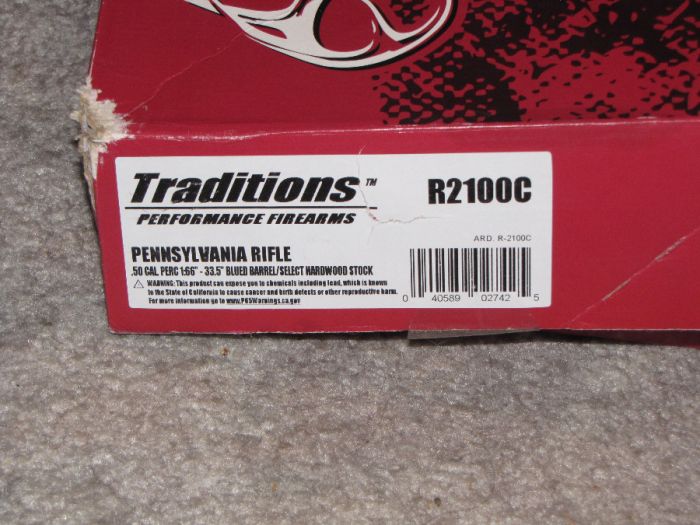 Traditions ™
PERFORMANCE FIREARMS
R2100C
ARD. R-2100C
PENNSYLVANIA RIFLE
.50 CAL PERC 1:66" - 33.5" BLUED BARREL/SELECT HARDWOOD STOCK
WARNING: This product can expose you to chemicals including lead, which is known
to the State of California to cause cancer and birth defects or other reproductive harm.
For more information go to www.P65Warnings.ca.gov
0 40589 02742 5